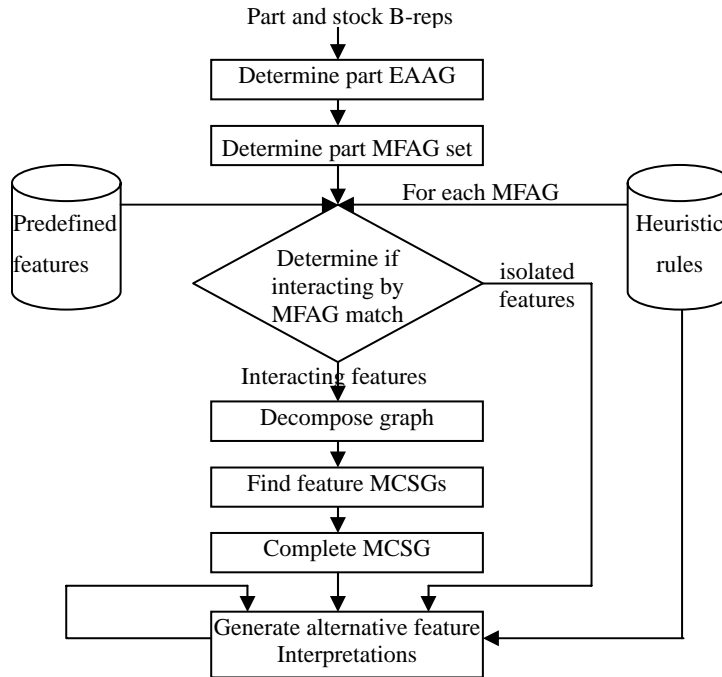 Part and stock B-reps
Determine part EAAG
Determine part MFAG set
For each MFAG
Predefined
features
Heuristic
rules
Determine if
interacting by
MFAG match
isolated
features
Interacting features
Decompose graph
Find feature MCSGs
Complete MCSG
Generate alternative feature
Interpretations